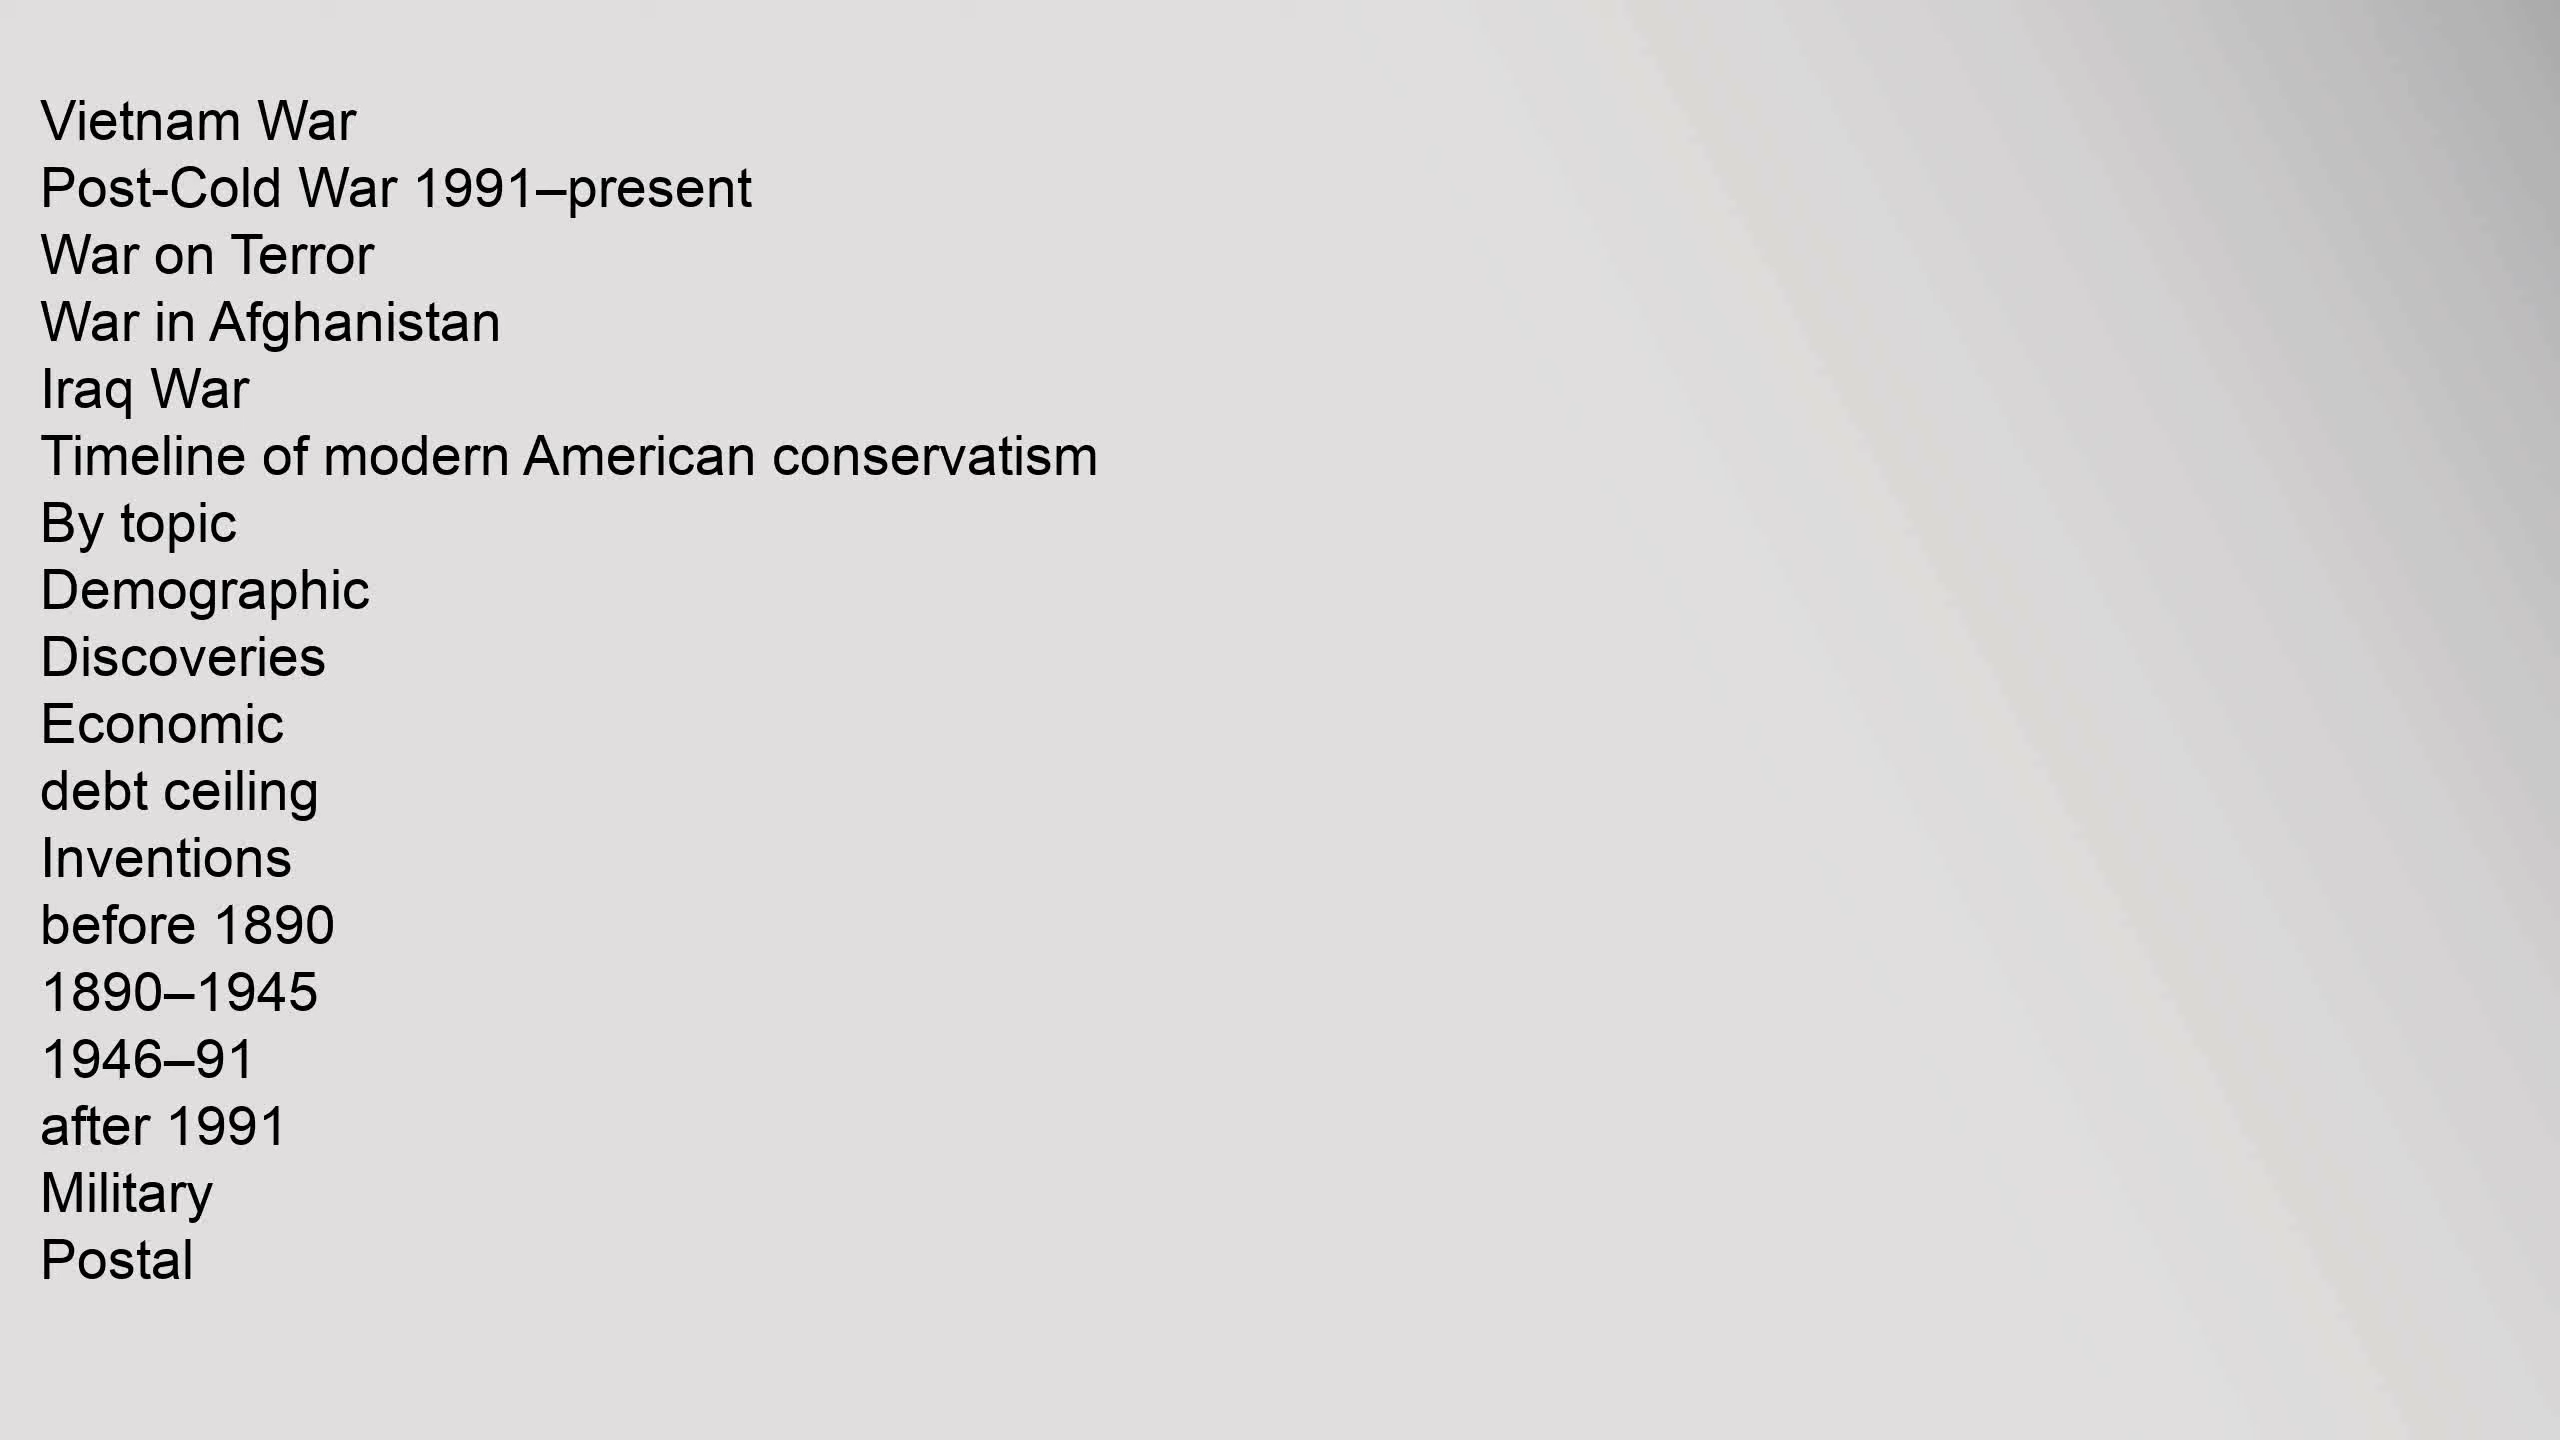 Vietnam War
Post-Cold War 1991–present
War on Terror
War in Afghanistan
Iraq War
Timeline of modern American conservatism
By topic
Demographic
Discoveries
Economic
debt ceiling
Inventions
before 1890
1890–1945
1946–91
after 1991
Military
Postal